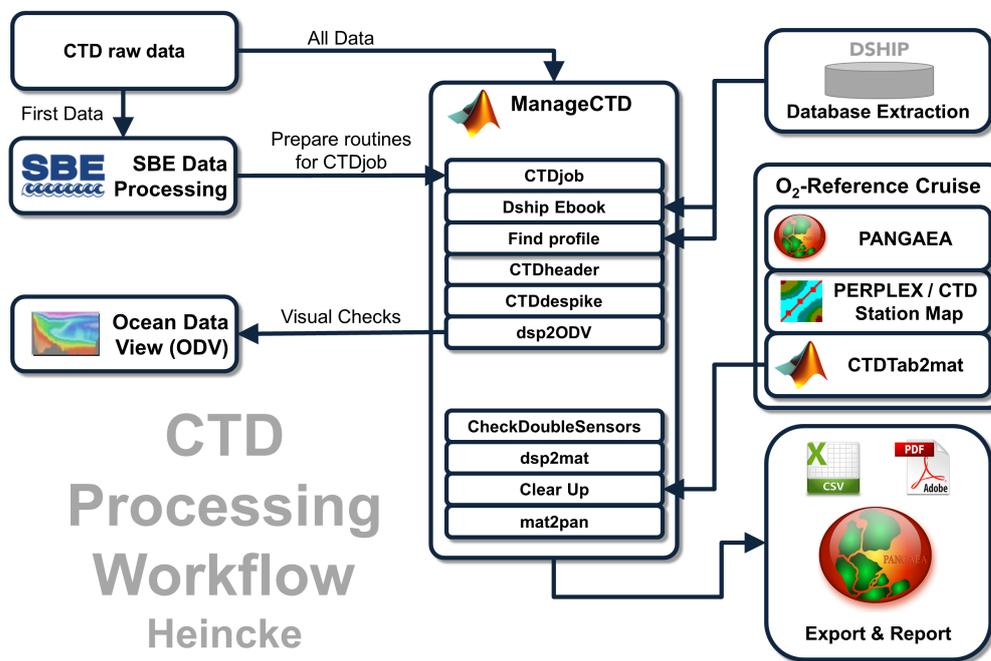 CTD raw data
All Data
First Data
SBE
SBE Data
Processing
Prepare routines
for CTDjob
ManageCTD
CTDjob
Dship Ebook
Find profile
CTDheader
CTDdespike
dsp2ODV
CheckDoubleSensors
dsp2mat
Clear Up
mat2pan
Visual Checks
Ocean Data
View (ODV)
DSHIP
Database Extraction
O₂-Reference Cruise
PANGAEA
PERPLEX / CTD
Station Map
CTDTab2mat
X
CSV
PDF
Adobe
PANGAEA
Export & Report
CTD
Processing
Workflow
Heincke